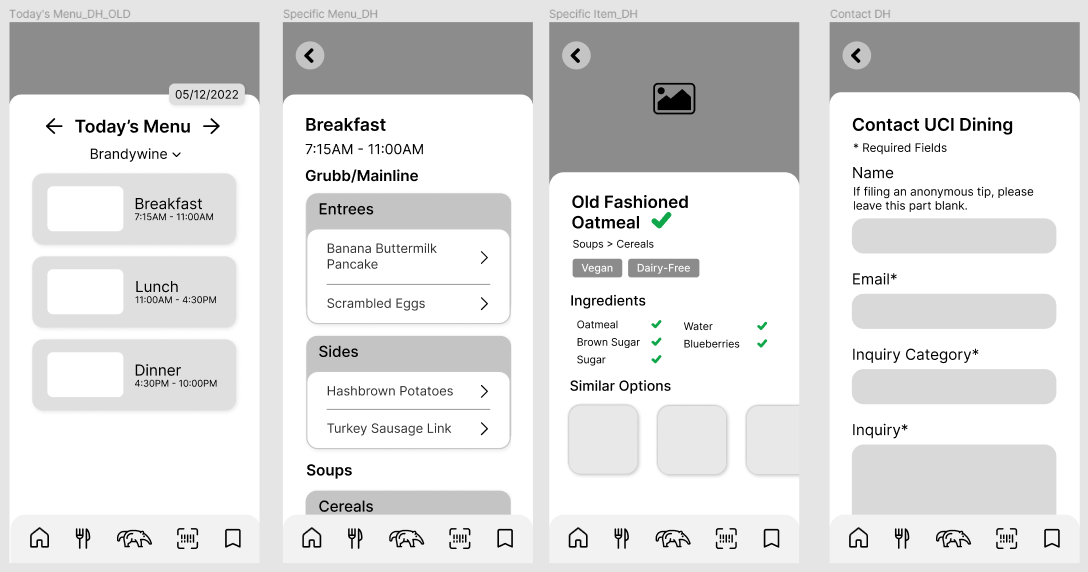 Today's Menu_DH_OLD
05/12/2022
Today's Menu
Brandywine
Breakfast
7:15AM - 11:00AM
Lunch
11:00AM - 4:30PM
Dinner
4:30PM - 10:00PM
Specific Menu_DH
Breakfast
7:15AM - 11:00AM
Grubb/Mainline
Entrees
Banana Buttermilk
Pancake
Scrambled Eggs
Sides
Hashbrown Potatoes
Turkey Sausage Link
Soups
Cereals
Specific Item_DH
Old Fashioned
Oatmeal
Soups > Cereals
Vegan Dairy-Free
Ingredients
Oatmeal Water
Brown Sugar Blueberries
Sugar
Similar Options
Contact DH
Contact UCI Dining
* Required Fields
Name
If filing an anonymous tip, please
leave this part blank.
Email*
Inquiry Category*
Inquiry*